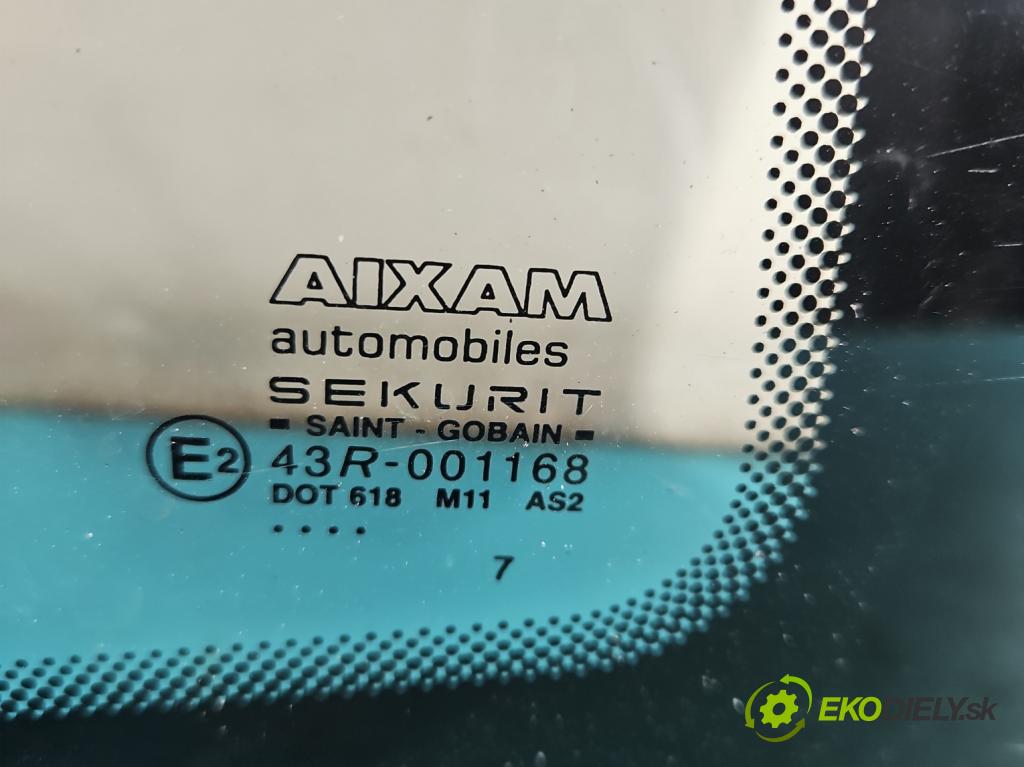 AIXAM
automobiles
SEKURIT
SAINT - GOBAIN
E2 43R-001168
DOT 618 M11 AS2
. . . .
7
EKODIELY.sk